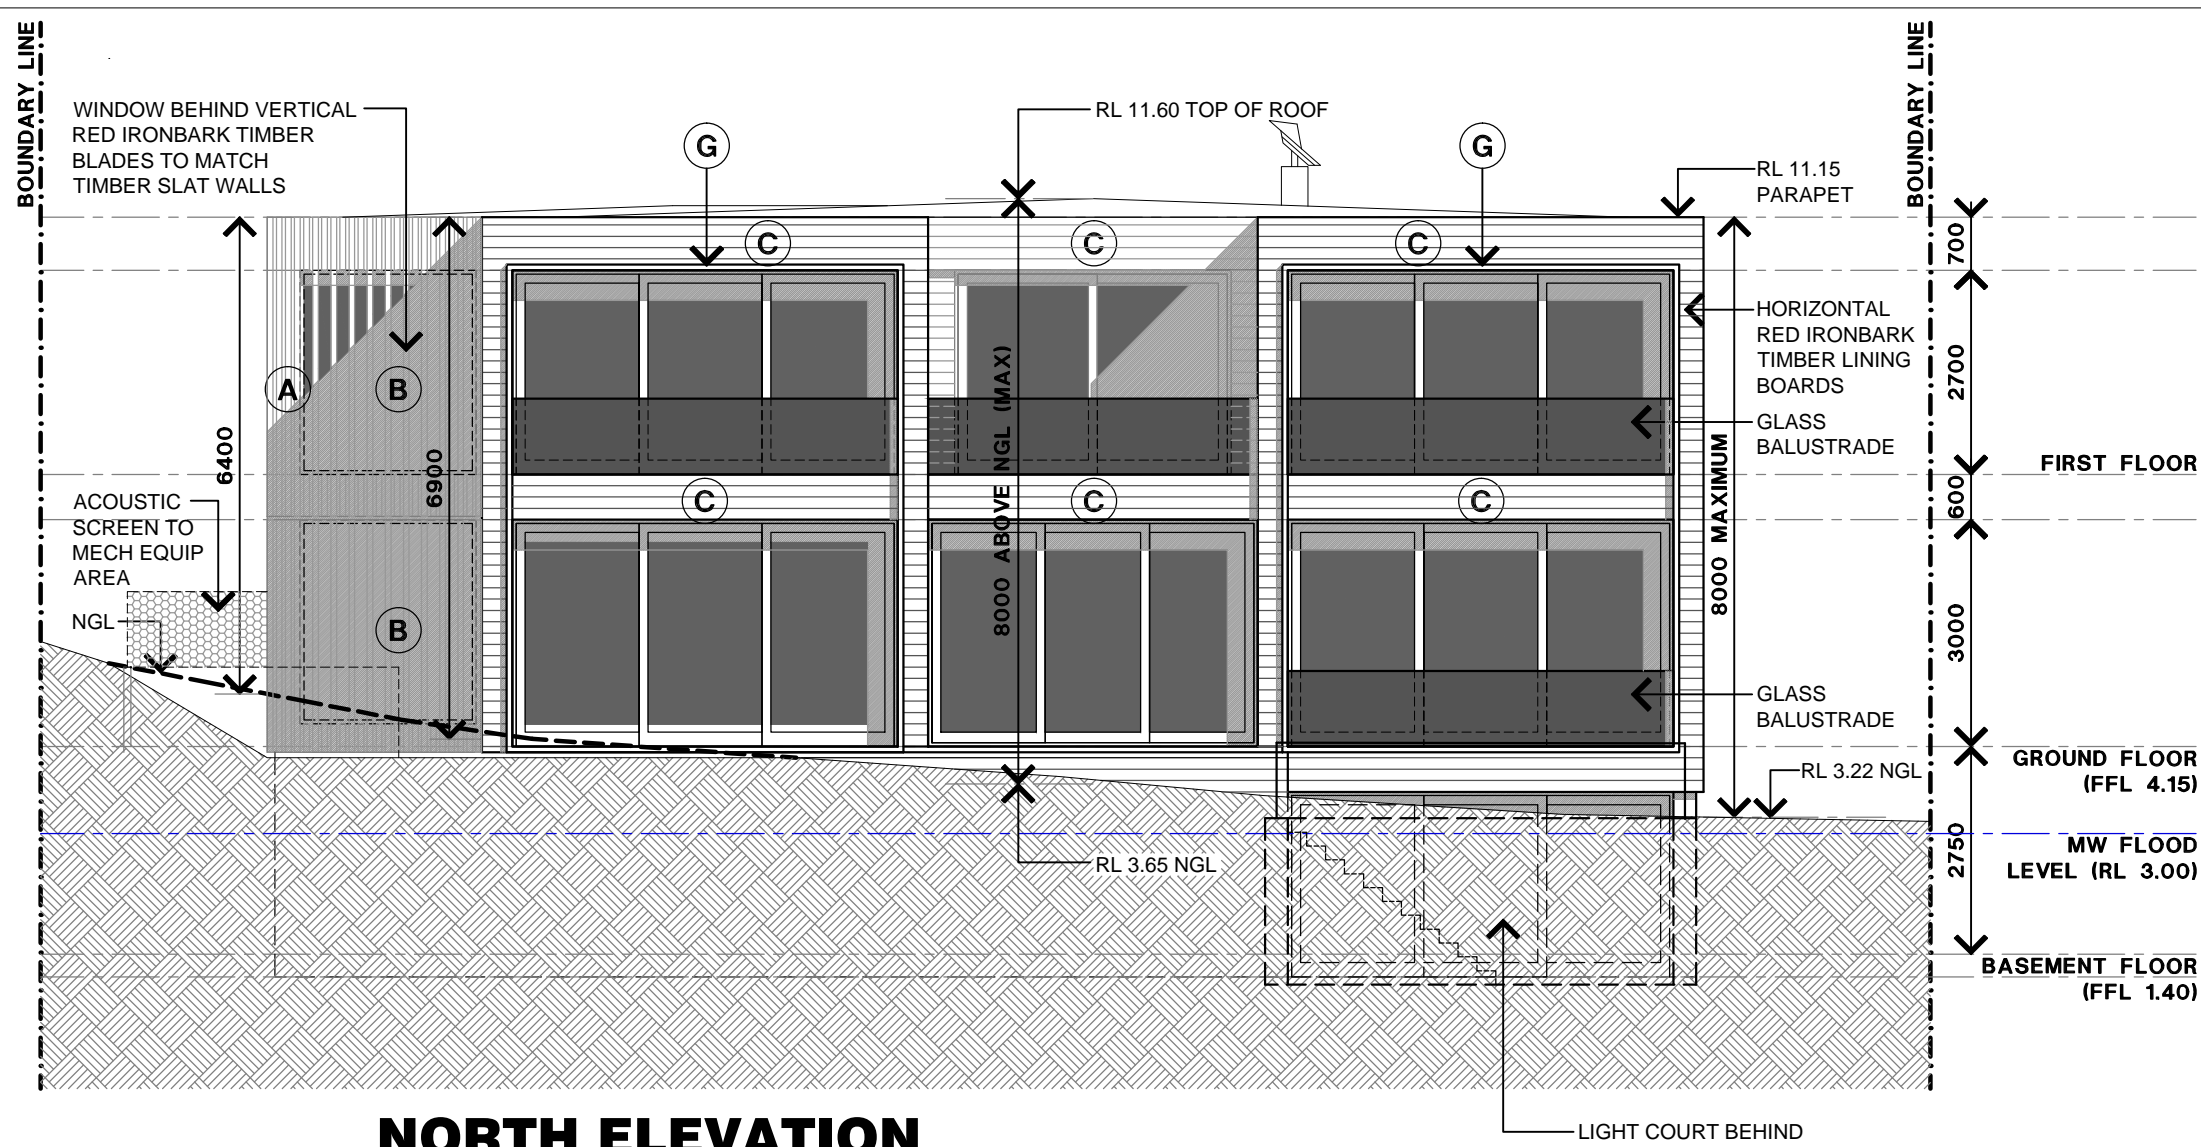 BOUNDARY LINE
BOUNDARY LINE
WINDOW BEHIND VERTICAL
RED IRONBARK TIMBER
BLADES TO MATCH
TIMBER SLAT WALLS
G
RL 11.60 TOP OF ROOF
G
RL 11.15
PARAPET
C
C
C
700
HORIZONTAL
RED IRONBARK
TIMBER LINING
BOARDS
2700
A
B
6400
6900
8000 ABOVE NGL (MAX)
8000 MAXIMUM
GLASS
BALUSTRADE
FIRST FLOOR
ACOUSTIC
SCREEN TO
MECH EQUIP
AREA
C
C
C
600
NGL
B
3000
GLASS
BALUSTRADE
RL 3.22 NGL
GROUND FLOOR
(FFL 4.15)
2750
MW FLOOD
LEVEL (RL 3.00)
RL 3.65 NGL
BASEMENT FLOOR
(FFL 1.40)
LIGHT COURT BEHIND
NORTH ELEVATION